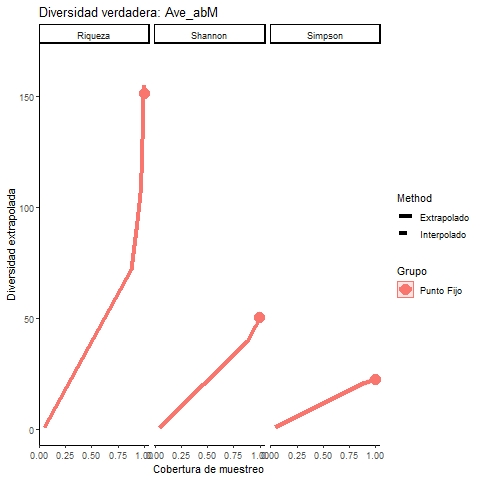 Diversidad verdadera: Ave_abM
Riqueza Shannon Simpson
150
100
50
0
Diversidad extrapolada
0.00 0.25 0.50 0.75 1.00 0.00 0.25 0.50 0.75 1.00 0.00 0.25 0.50 0.75 1.00
Cobertura de muestreo
Method
Extrapolado
Interpolado
Grupo
Punto Fijo